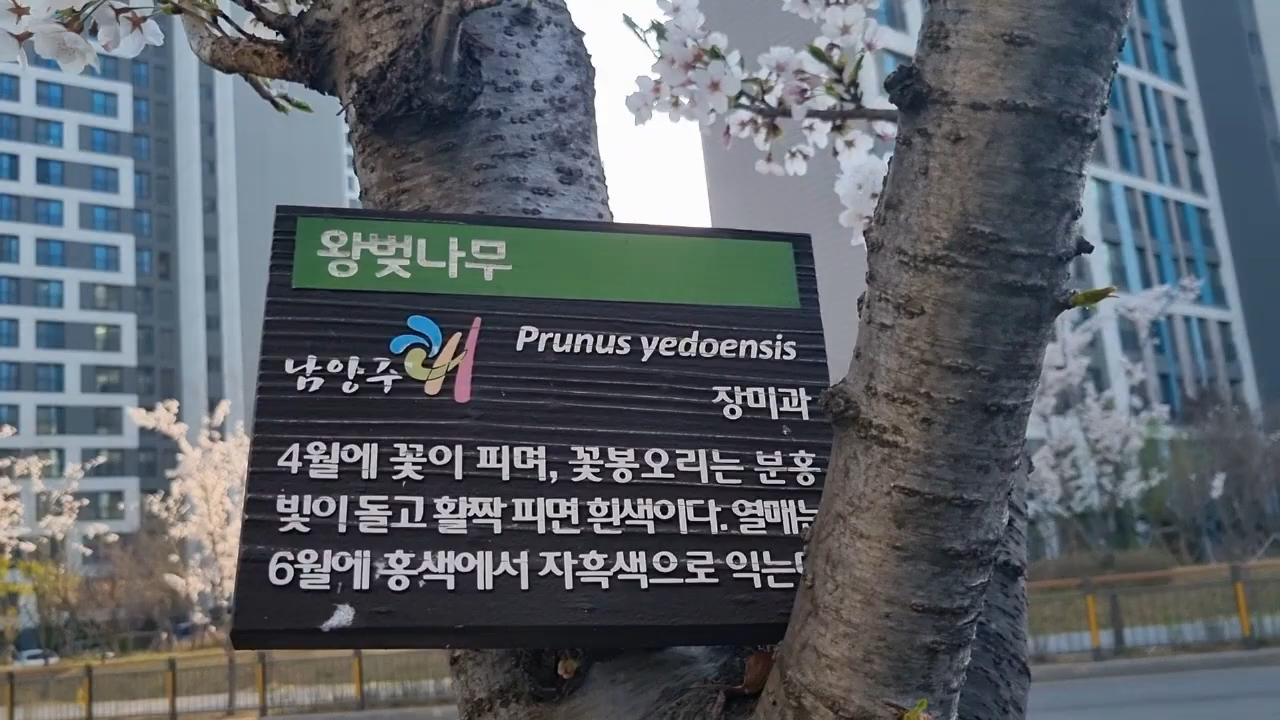 왕벚나무
Prunus yedoensis
남양주
장미과
4월에 꽃이 피며, 꽃봉오리는 분홍
빛이 돌고 활짝 피면 흰색이다. 열매는
6월에 홍색에서 자흑색으로 익는다